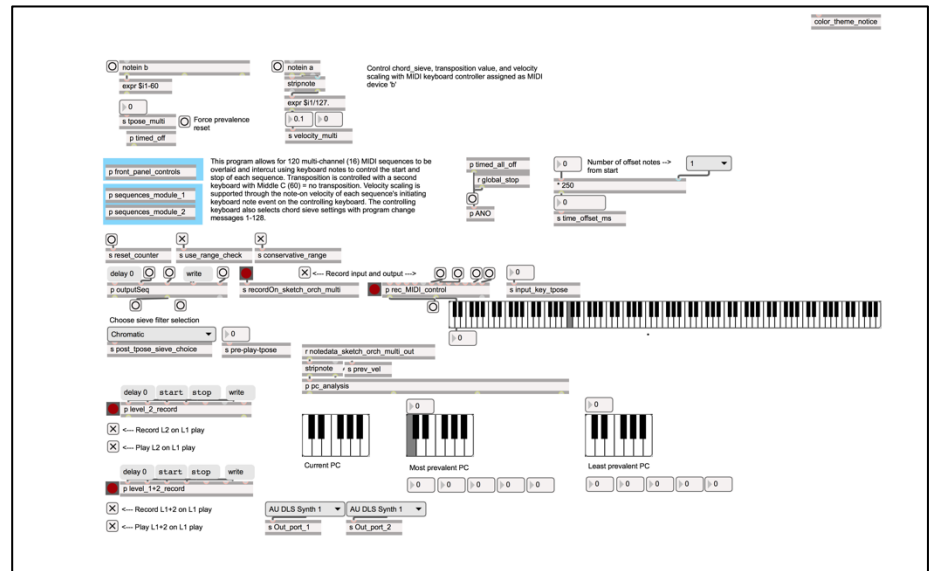 color_theme_notice
notein b
notein a
expr $i1-60
stripnote
Control chord_sieve, transposition value, and velocity
scaling with MIDI keyboard controller assigned as MIDI
device 'b'
expr $i1/127.
0
0.1
0
s tpose_multi
Force prevalence
reset
s velocity_multi
p timed_off
p front_panel_controls
p sequences_module_1
p sequences_module_2
This program allows for 120 multi-channel (16) MIDI sequences to be
overlaid and intercut using keyboard notes to control the start and
stop of each sequence. Transposition is controlled with a second
keyboard with Middle C (60) = no transposition. Velocity scaling is
supported through the note-on velocity of each sequence's initiating
keyboard note event on the controlling keyboard. The controlling
keyboard also selects chord sieve settings with program change
messages 1-128.
p timed_all_off
r global_stop
p ANO
0
Number of offset notes -->
from start
1
* 250
0
s time_offset_ms
s reset_counter
s use_range_check
s conservative_range
delay 0
write
<--- Record input and output --->
0
p outputSeq
s recordOn_sketch_orch_multi
p rec_MIDI_control
s input_key_tpose
Choose sieve filter selection
Chromatic
0
0
s post_tpose_sieve_choice
s pre-play-tpose
r notedata_sketch_orch_multi_out
stripnote
s prev_vel
p pc_analysis
delay 0
start
stop
write
p level_2_record
<--- Record L2 on L1 play
<--- Play L2 on L1 play
0
0
Current PC
Most prevalent PC
Least prevalent PC
delay 0
start
stop
write
p level_1+2_record
0
0
0
0
0
0
0
0
0
0
<--- Record L1+2 on L1 play
<--- Play L1+2 on L1 play
AU DLS Synth 1
AU DLS Synth 1
s Out_port_1
s Out_port_2